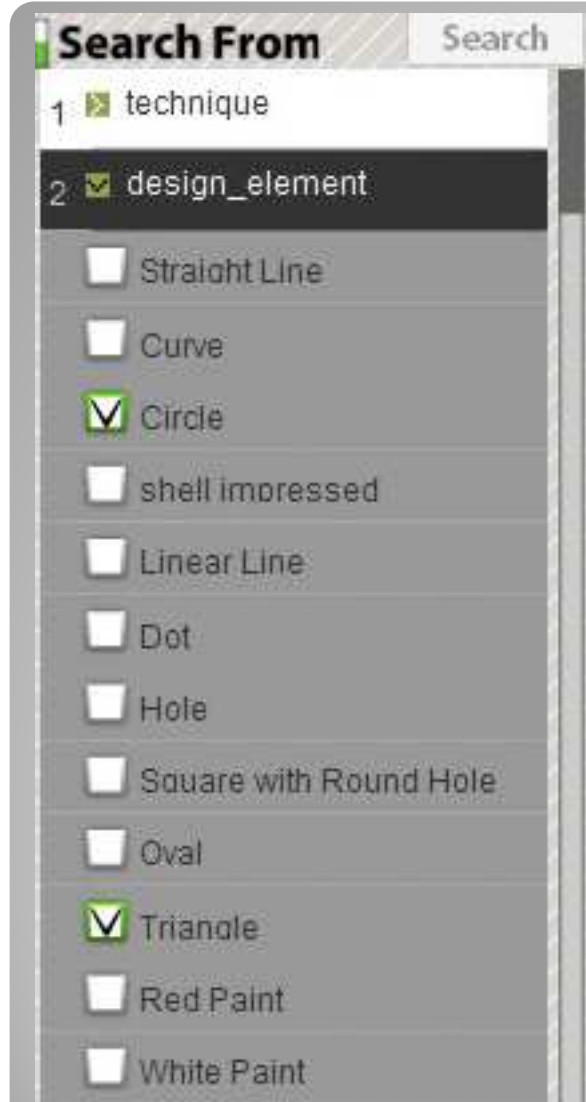 Search From Search
1 technique
2 design_element
Straight Line
Curve
Circle
shell impressed
Linear Line
Dot
Hole
Square with Round Hole
Oval
Triangle
Red Paint
White Paint